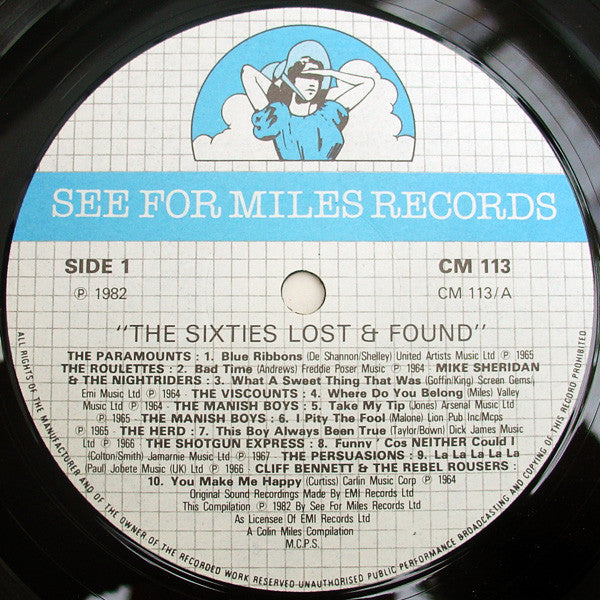 SEE FOR MILES RECORDS
SIDE 1
CM 113
℗ 1982
CM 113/A
"THE SIXTIES LOST & FOUND"
THE PARAMOUNTS : 1. Blue Ribbons (De Shannon/Shelley) United Artists Music Ltd ℗ 1965
THE ROULETTES : 2. Bad Time (Andrews) Freddie Poser Music ℗ 1964 · MIKE SHERIDAN
& THE NIGHTRIDERS : 3. What A Sweet Thing That Was (Goffin/King) Screen Gems/
Emi Music Ltd ℗ 1964 · THE VISCOUNTS : 4. Where Do You Belong (Miles) Valley
Music Ltd ℗ 1964 · THE MANISH BOYS : 5. Take My Tip (Jones) Arsenal Music Ltd
℗ 1965 · THE MANISH BOYS : 6. I Pity The Fool (Malone) Lion Pub Inc/Mcps
℗ 1965 · THE HERD : 7. This Boy Always Been True (Taylor/Bown) Dick James
Music Ltd ℗ 1966 · THE SHOTGUN EXPRESS : 8. Funny 'Cos NEITHER Could I
(Colton/Smith) Jamarnie Music Ltd ℗ 1967 · THE PERSUASIONS : 9. La La La La La
(Paul) Jobete Music (UK) Ltd ℗ 1966 · CLIFF BENNETT & THE REBEL ROUSERS :
10. You Make Me Happy (Curtiss) Carlin Music Corp ℗ 1964
Original Sound Recordings Made By EMI Records Ltd
This Compilation ℗ 1982 By See For Miles Records Ltd
As Licensee Of EMI Records Ltd
A Colin Miles Compilation
M.C.P.S.
ALL RIGHTS OF THE MANUFACTURER AND OF THE OWNER OF THE RECORDED WORK RESERVED·UNAUTHORISED PUBLIC PERFORMANCE BROADCASTING AND COPYING OF THIS RECORD PROHIBITED